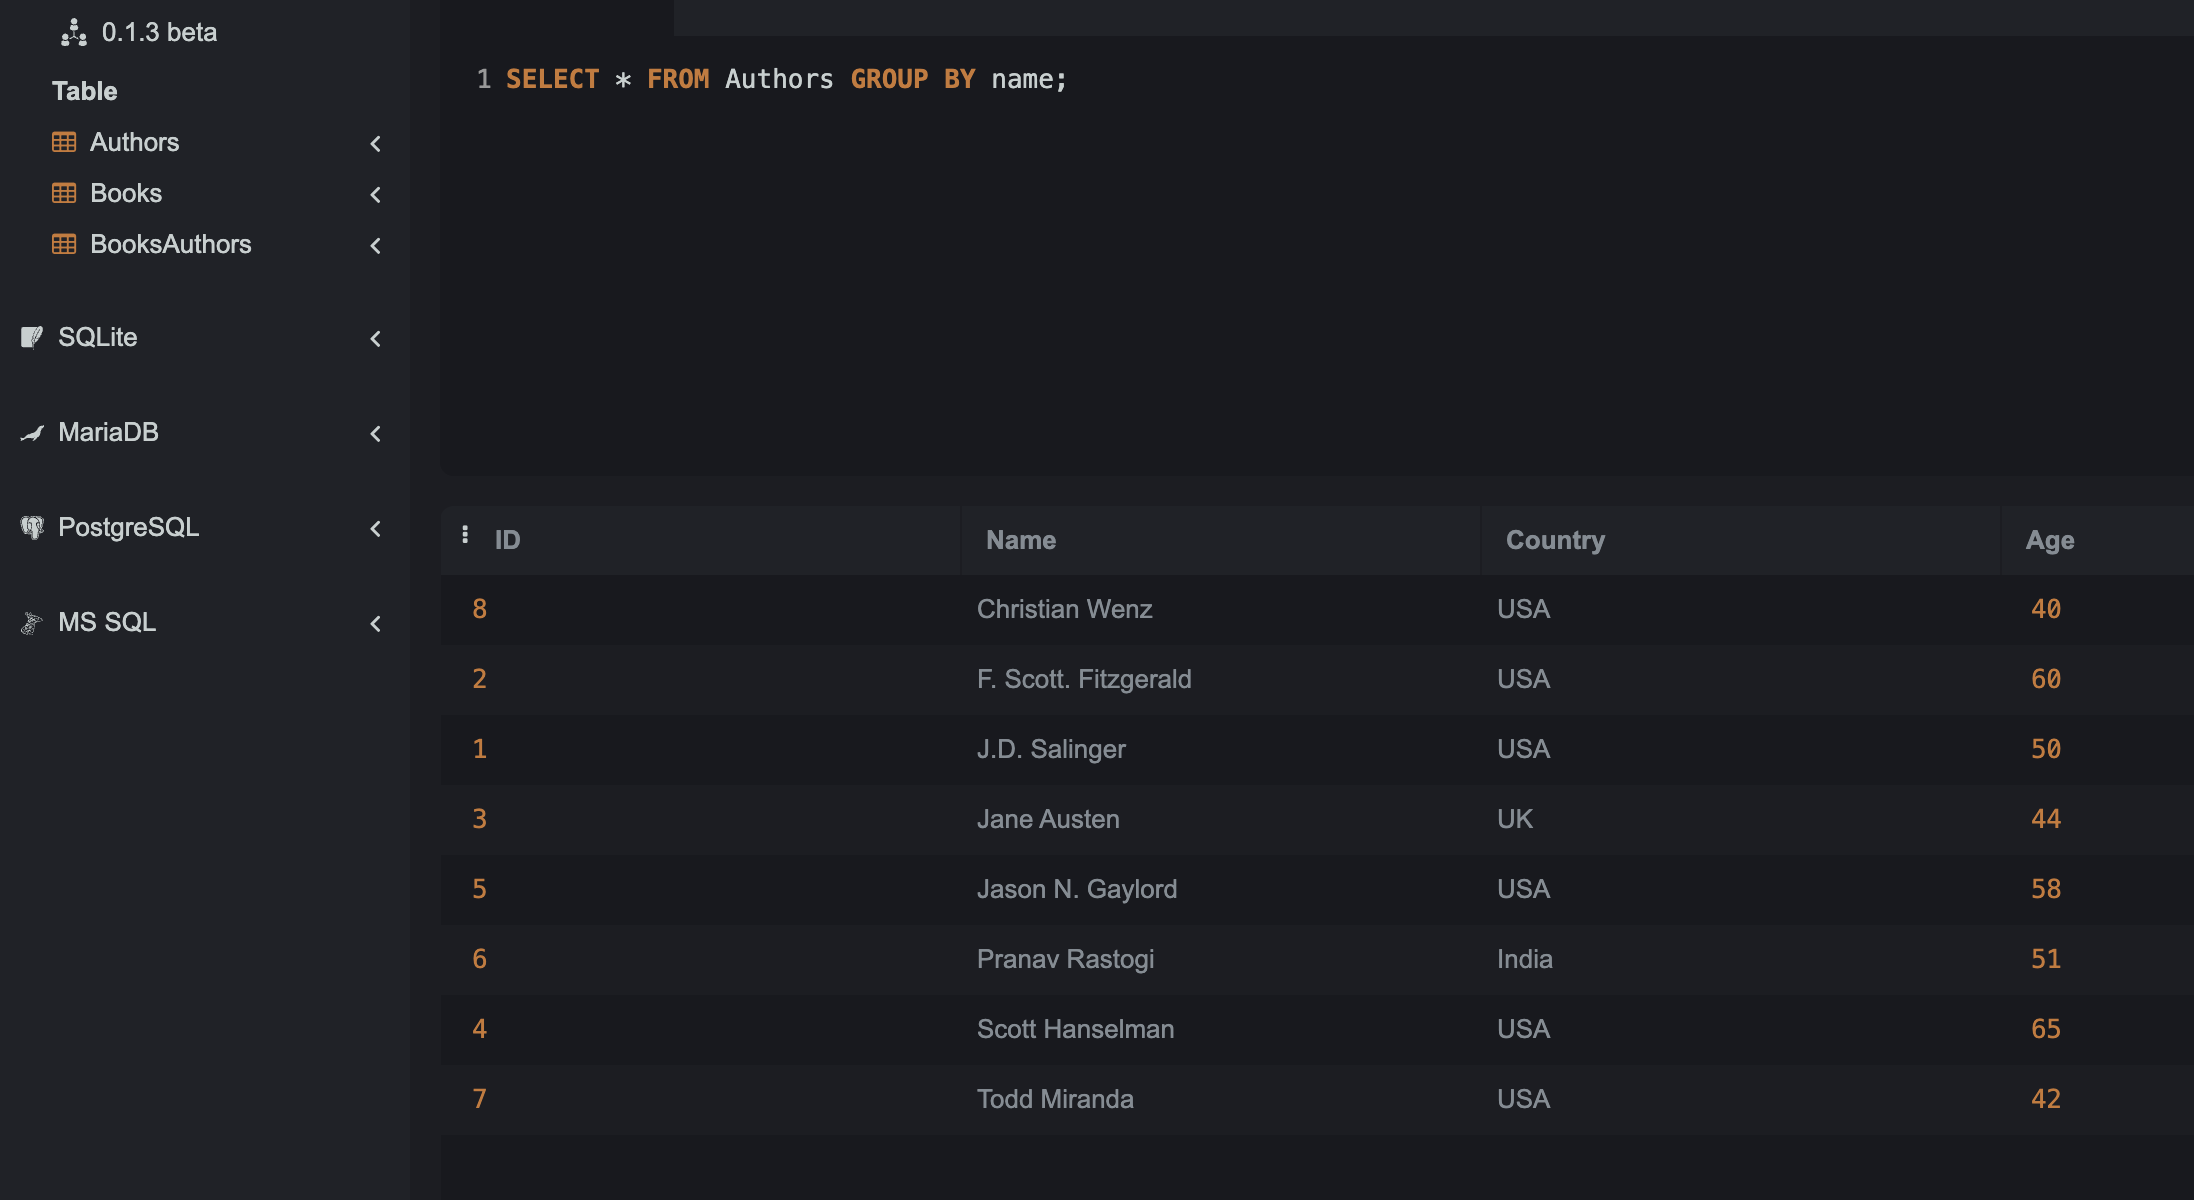 0.1.3 beta
Table
Authors
Books
BooksAuthors
SQLite
MariaDB
PostgreSQL
MS SQL
1 SELECT * FROM Authors GROUP BY name;
ID Name Country Age
8 Christian Wenz USA 40
2 F. Scott. Fitzgerald USA 60
1 J.D. Salinger USA 50
3 Jane Austen UK 44
5 Jason N. Gaylord USA 58
6 Pranav Rastogi India 51
4 Scott Hanselman USA 65
7 Todd Miranda USA 42